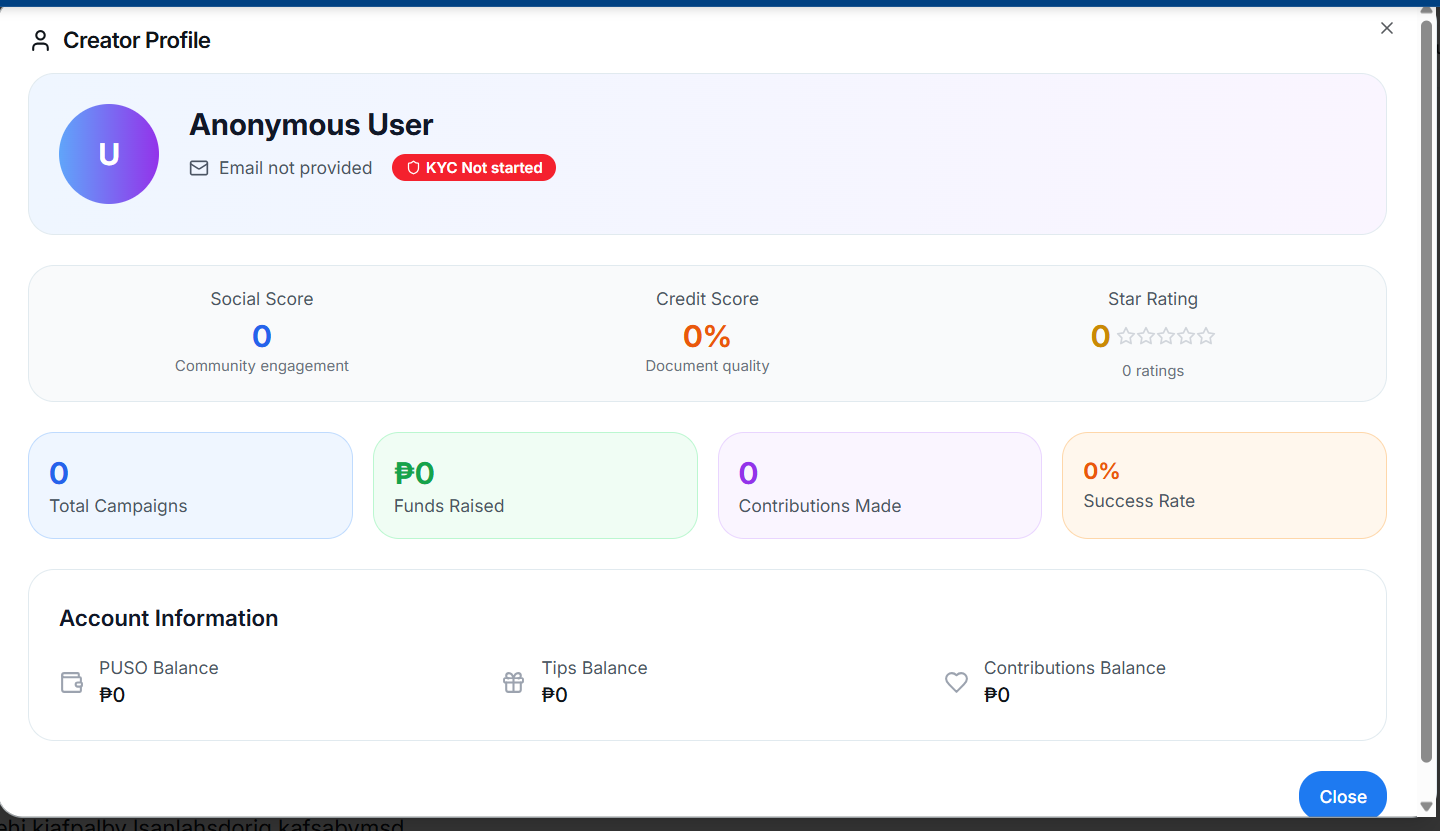 Creator Profile
U
Anonymous User
Email not provided
KYC Not started
Social Score
0
Community engagement
Credit Score
0%
Document quality
Star Rating
0
0 ratings
0
Total Campaigns
₱0
Funds Raised
0
Contributions Made
0%
Success Rate
Account Information
PUSO Balance
₱0
Tips Balance
₱0
Contributions Balance
₱0
Close